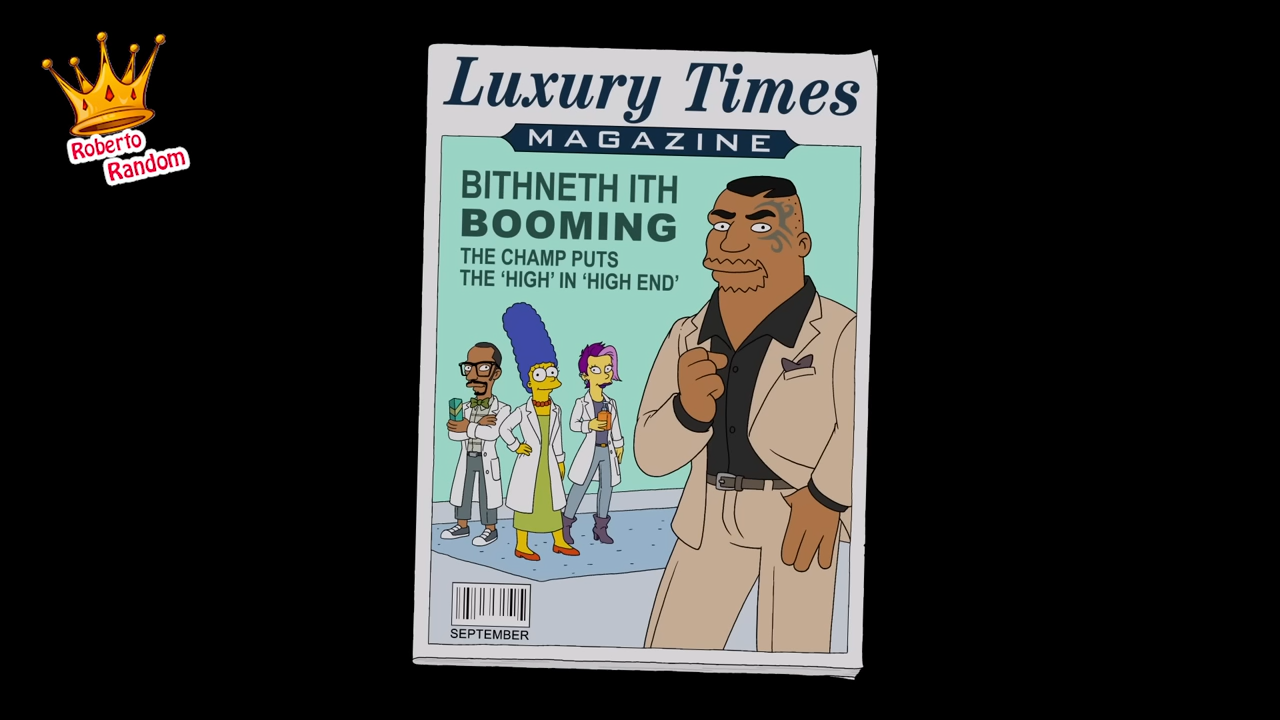 Roberto
Random
Luxury Times
MAGAZINE
BITHNETH ITH
BOOMING
THE CHAMP PUTS
THE ‘HIGH’ IN ‘HIGH END’
SEPTEMBER